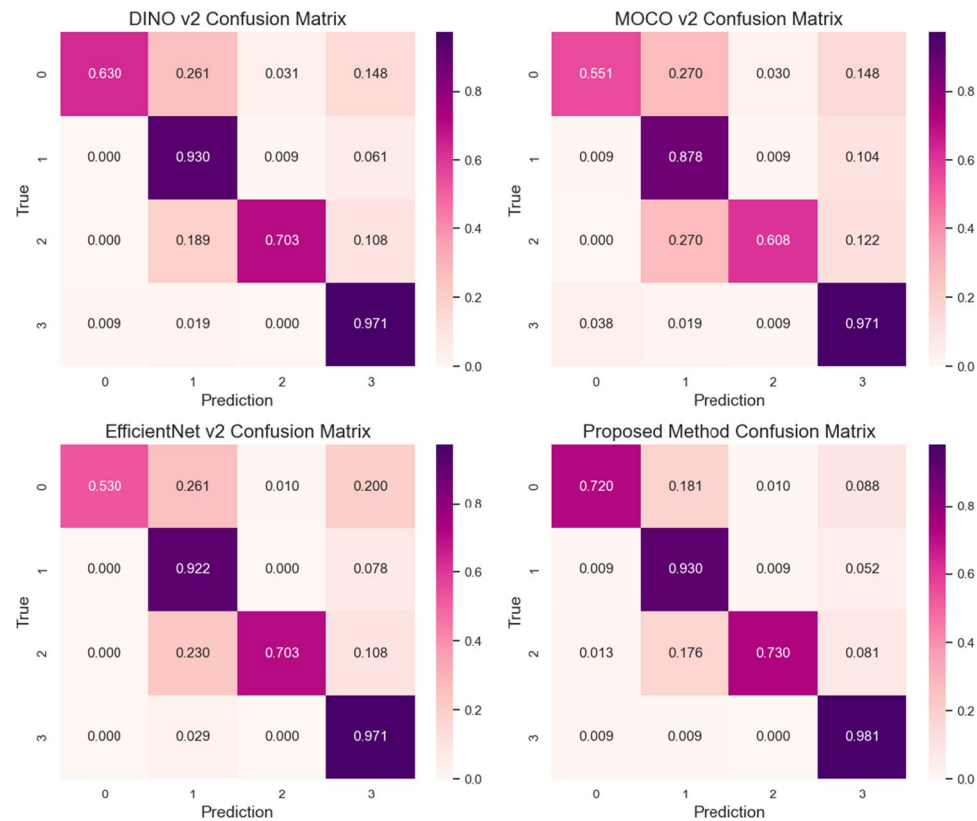 DINO v2 Confusion Matrix
0 0.630 0.261 0.031 0.148
1 0.000 0.930 0.009 0.061
2 0.000 0.189 0.703 0.108
3 0.009 0.019 0.000 0.971
0 1 2 3
True
Prediction
0.8
0.6
0.4
0.2
0.0
MOCO v2 Confusion Matrix
0 0.551 0.270 0.030 0.148
1 0.009 0.878 0.009 0.104
2 0.000 0.270 0.608 0.122
3 0.038 0.019 0.009 0.971
0 1 2 3
True
Prediction
0.8
0.6
0.4
0.2
0.0
EfficientNet v2 Confusion Matrix
0 0.530 0.261 0.010 0.200
1 0.000 0.922 0.000 0.078
2 0.000 0.230 0.703 0.108
3 0.000 0.029 0.000 0.971
0 1 2 3
True
Prediction
0.8
0.6
0.4
0.2
0.0
Proposed Method Confusion Matrix
0 0.720 0.181 0.010 0.088
1 0.009 0.930 0.009 0.052
2 0.013 0.176 0.730 0.081
3 0.009 0.009 0.000 0.981
0 1 2 3
True
Prediction
0.8
0.6
0.4
0.2
0.0